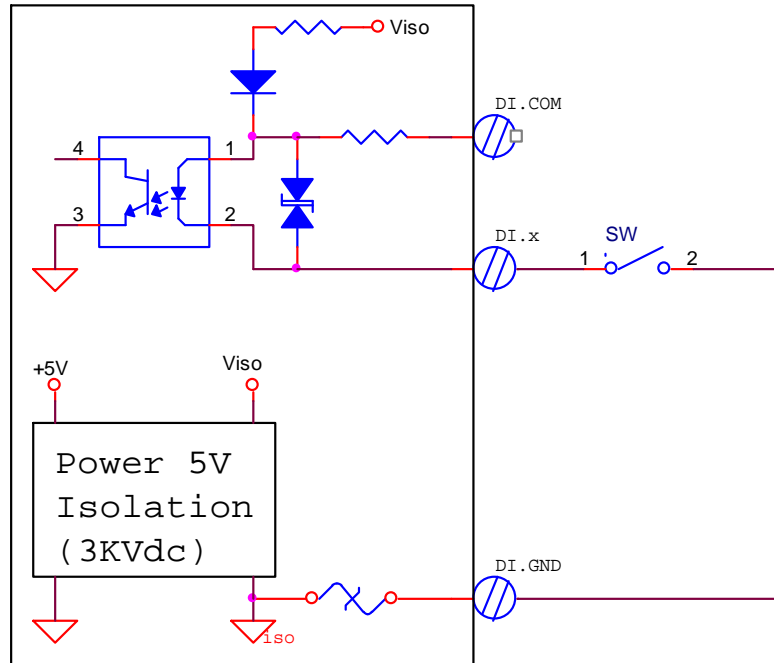 Viso
DI.COM
4
1
3
2
DI.x
SW
1
2
+5V
Viso
Power 5V
Isolation
(3KVdc)
DI.GND
iso